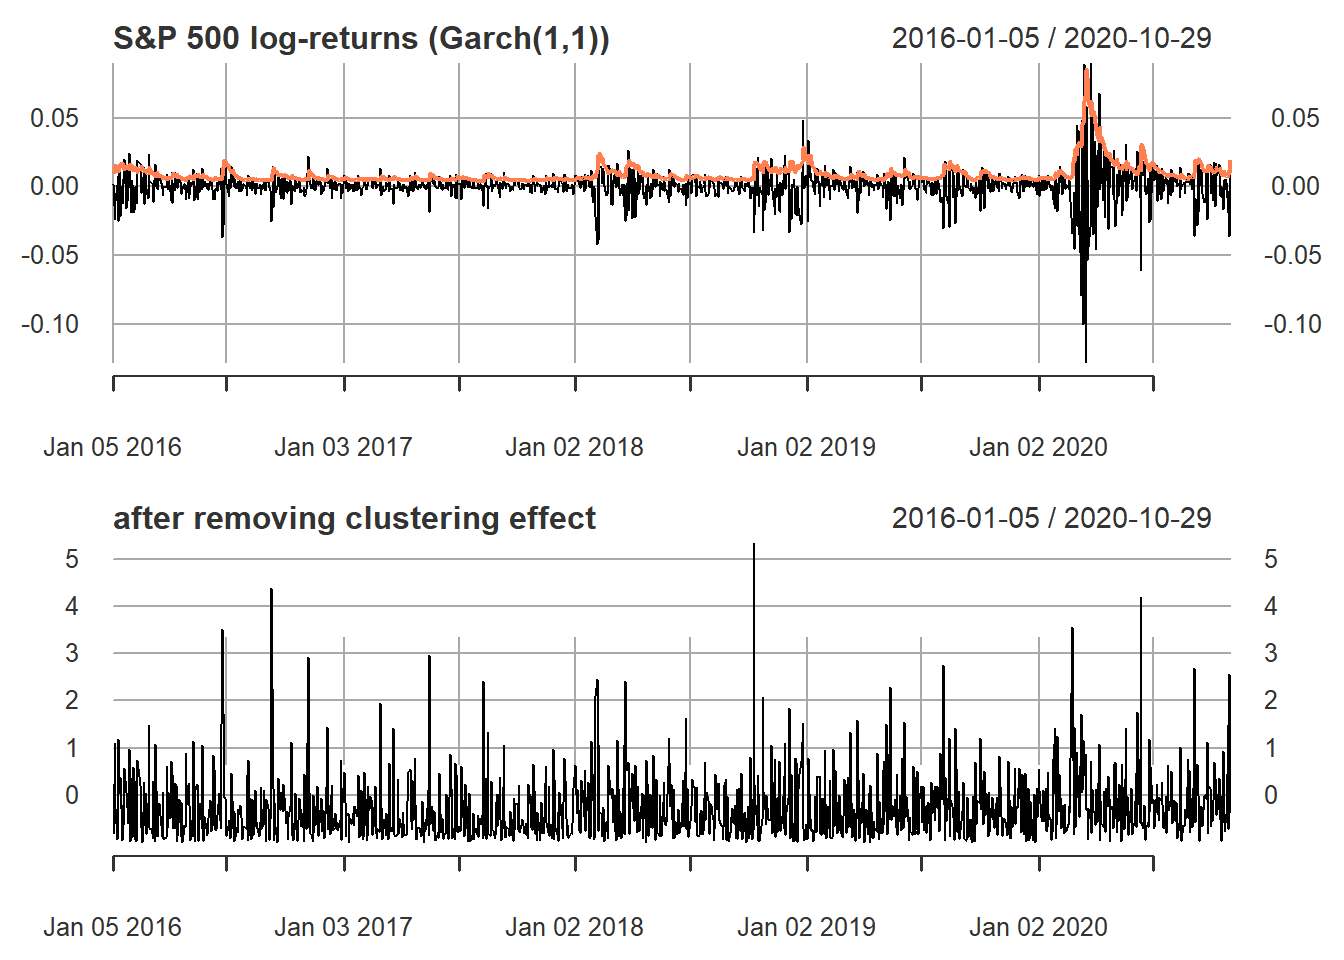 S&P 500 log-returns (Garch(1,1)) 2016-01-05 / 2020-10-29
0.05 0.05
0.00 0.00
-0.05 -0.05
-0.10 -0.10
Jan 05 2016 Jan 03 2017 Jan 02 2018 Jan 02 2019 Jan 02 2020
after removing clustering effect 2016-01-05 / 2020-10-29
5 5
4 4
3 3
2 2
1 1
0 0
Jan 05 2016 Jan 03 2017 Jan 02 2018 Jan 02 2019 Jan 02 2020